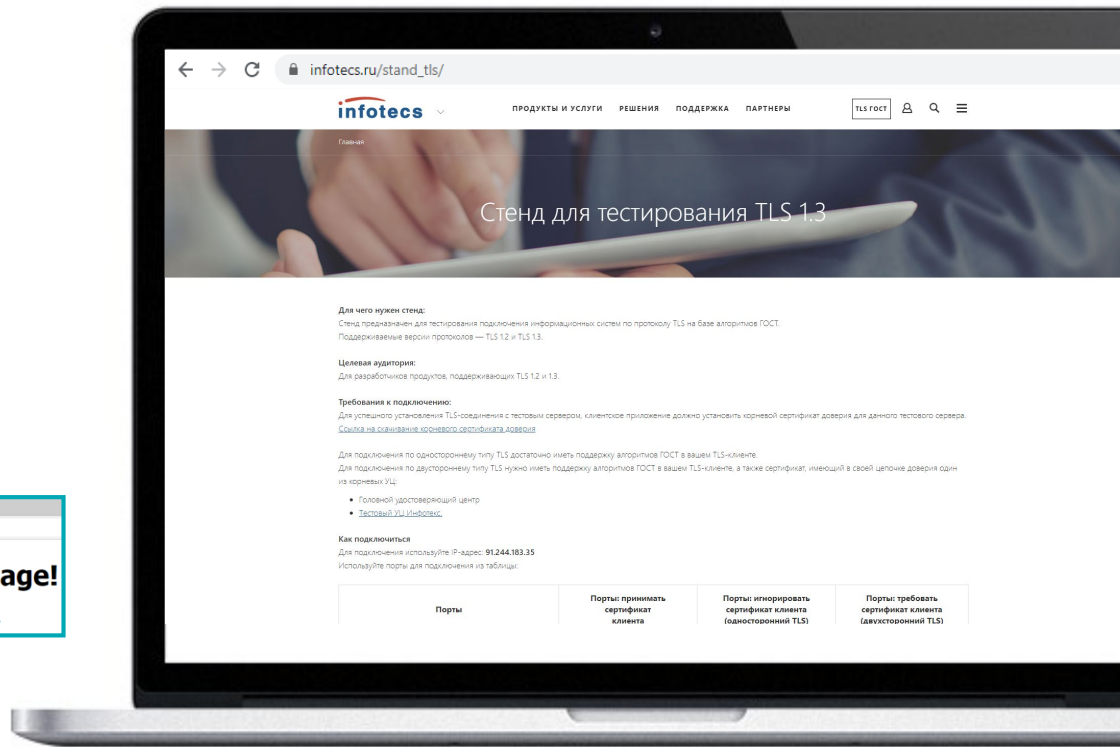 infotecs.ru/stand_tls/
infotecs
ПРОДУКТЫ И УСЛУГИ РЕШЕНИЯ ПОДДЕРЖКА ПАРТНЕРЫ TLS ГОСТ
Главная
Стенд для тестирования TLS 1.3
Для чего нужен стенд:
Стенд предназначен для тестирования подключения информационных систем по протоколу TLS на базе алгоритмов ГОСТ.
Поддерживаемые версии протоколов — TLS 1.2 и TLS 1.3.
Целевая аудитория:
Для разработчиков продуктов, поддерживающих TLS 1.2 и 1.3.
Требования к подключению:
Для успешного установления TLS-соединения с тестовым сервером, клиентское приложение должно установить корневой сертификат доверия для данного тестового сервера.
Ссылка на скачивание корневого сертификата доверия
Для подключения по одностороннему типу TLS достаточно иметь поддержку алгоритмов ГОСТ в вашем TLS-клиенте.
Для подключения по двустороннему типу TLS нужно иметь поддержку алгоритмов ГОСТ в вашем TLS-клиенте, а также сертификат, имеющий в своей цепочке доверия один
из корневых УЦ:
• Головной удостоверяющий центр
• Тестовый УЦ Инфотекс.
age!
Как подключиться
Для подключения используйте IP-адрес: 91.244.183.35
Используйте порты для подключения из таблицы:
Порты
Порты: принимать
сертификат
клиента
Порты: игнорировать
сертификат клиента
(односторонний TLS)
Порты: требовать
сертификат клиента
(двухсторонний TLS)